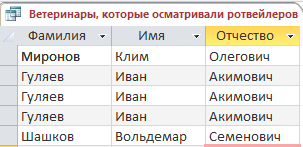 Ветеринары, которые осматривали ротвейлеров
Фамилия Имя Отчество
Миронов Клим Олегович
Гуляев Иван Акимович
Гуляев Иван Акимович
Гуляев Иван Акимович
Шашков Вольдемар Семенович